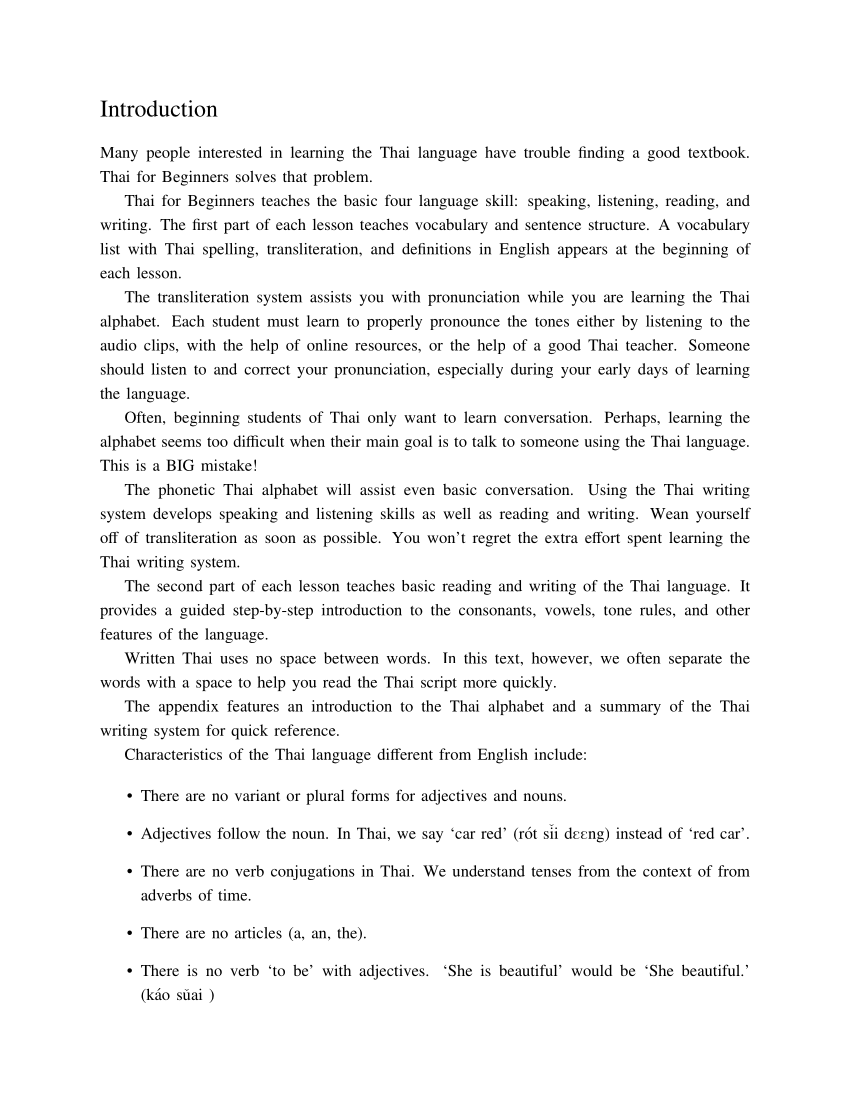 Introduction
Many people interested in learning the Thai language have trouble finding a good textbook.
Thai for Beginners solves that problem.
Thai for Beginners teaches the basic four language skill: speaking, listening, reading, and
writing. The first part of each lesson teaches vocabulary and sentence structure. A vocabulary
list with Thai spelling, transliteration, and definitions in English appears at the beginning of
each lesson.
The transliteration system assists you with pronunciation while you are learning the Thai
alphabet. Each student must learn to properly pronounce the tones either by listening to the
audio clips, with the help of online resources, or the help of a good Thai teacher. Someone
should listen to and correct your pronunciation, especially during your early days of learning
the language.
Often, beginning students of Thai only want to learn conversation. Perhaps, learning the
alphabet seems too difficult when their main goal is to talk to someone using the Thai language.
This is a BIG mistake!
The phonetic Thai alphabet will assist even basic conversation. Using the Thai writing
system develops speaking and listening skills as well as reading and writing. Wean yourself
off of transliteration as soon as possible. You won't regret the extra effort spent learning the
Thai writing system.
The second part of each lesson teaches basic reading and writing of the Thai language. It
provides a guided step-by-step introduction to the consonants, vowels, tone rules, and other
features of the language.
Written Thai uses no space between words. In this text, however, we often separate the
words with a space to help you read the Thai script more quickly.
The appendix features an introduction to the Thai alphabet and a summary of the Thai
writing system for quick reference.
Characteristics of the Thai language different from English include:
• There are no variant or plural forms for adjectives and nouns.
• Adjectives follow the noun. In Thai, we say ‘car red’ (rót sǐi dɛɛng) instead of ‘red car’.
• There are no verb conjugations in Thai. We understand tenses from the context of from
adverbs of time.
• There are no articles (a, an, the).
• There is no verb ‘to be’ with adjectives. ‘She is beautiful’ would be ‘She beautiful.’
(káo sǔai )